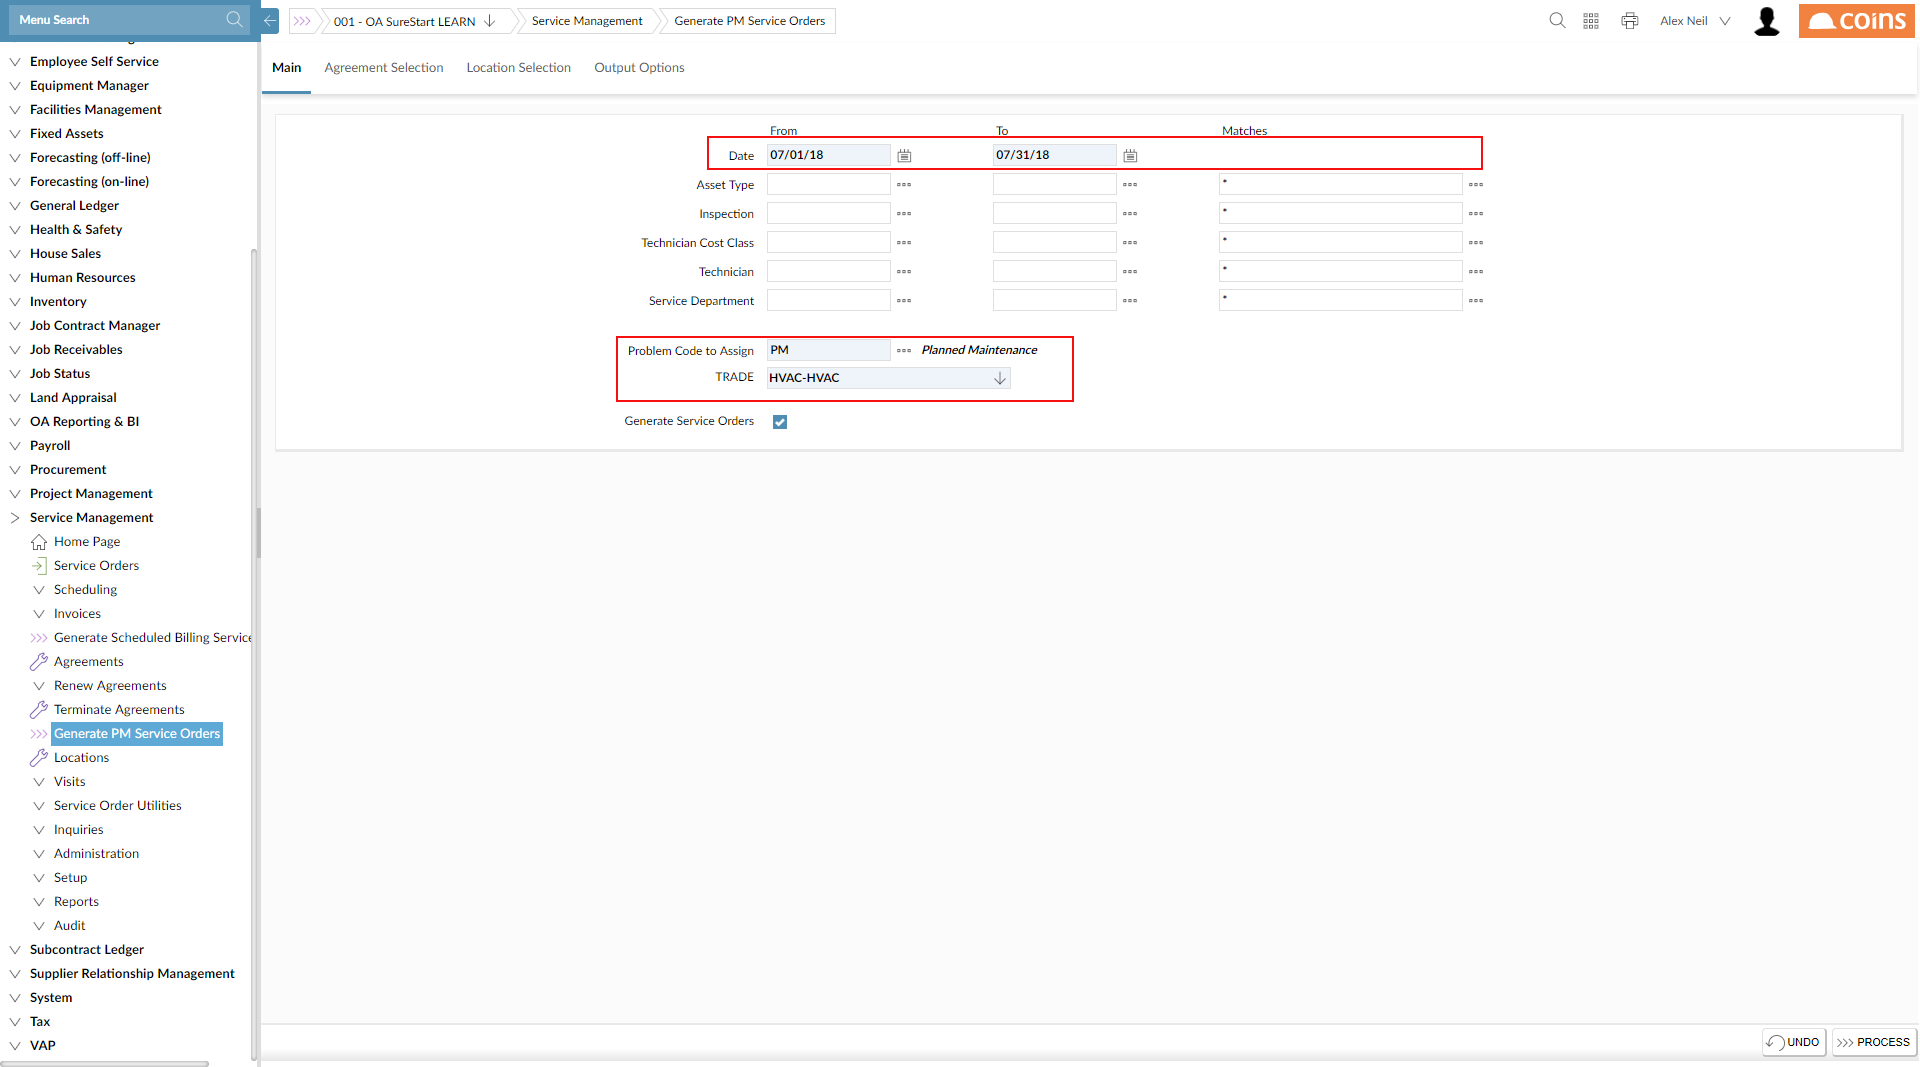 Menu Search
001 - OA SureStart LEARN
Service Management
Generate PM Service Orders
Alex Neil
coins
Employee Self Service
Equipment Manager
Facilities Management
Fixed Assets
Forecasting (off-line)
Forecasting (on-line)
General Ledger
Health & Safety
House Sales
Human Resources
Inventory
Job Contract Manager
Job Receivables
Job Status
Land Appraisal
OA Reporting & BI
Payroll
Procurement
Project Management
Service Management
Home Page
Service Orders
Scheduling
Invoices
Generate Scheduled Billing Service
Agreements
Renew Agreements
Terminate Agreements
Generate PM Service Orders
Locations
Visits
Service Order Utilities
Inquiries
Administration
Setup
Reports
Audit
Subcontract Ledger
Supplier Relationship Management
System
Tax
VAP
Main Agreement Selection Location Selection Output Options
From To Matches
Date 07/01/18 07/31/18
Asset Type *
Inspection *
Technician Cost Class *
Technician *
Service Department *
Problem Code to Assign PM Planned Maintenance
TRADE HVAC-HVAC
Generate Service Orders
UNDO PROCESS